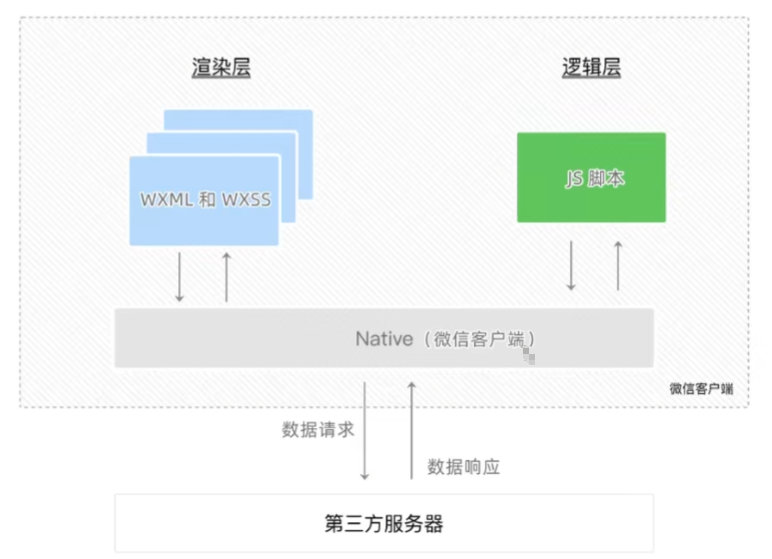 渲染层
逻辑层
WXML 和 WXSS
JS 脚本
Native（微信客户端）
微信客户端
数据请求
数据响应
第三方服务器